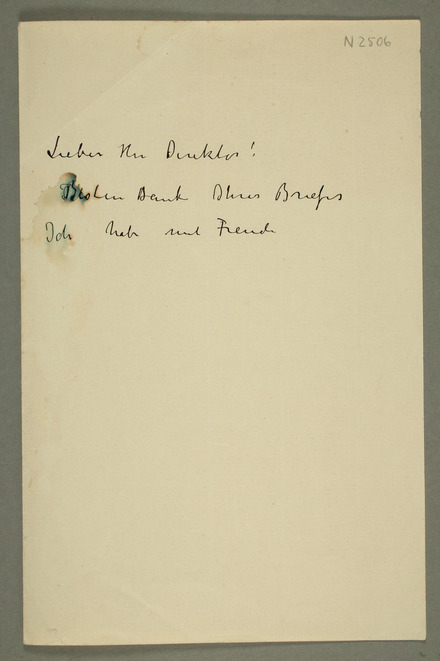 N 2506
Lieber Herr Direktor!
Besten Dank Ihres Briefes
Ich habe mit Freude